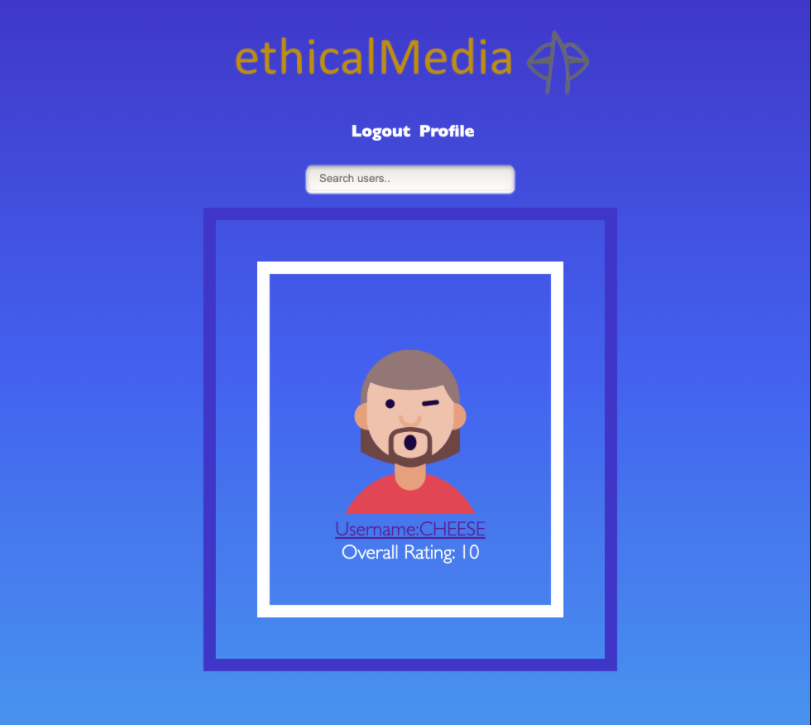 ethicalMedia
Logout Profile
Search users..
Username:CHEESE
Overall Rating: 10